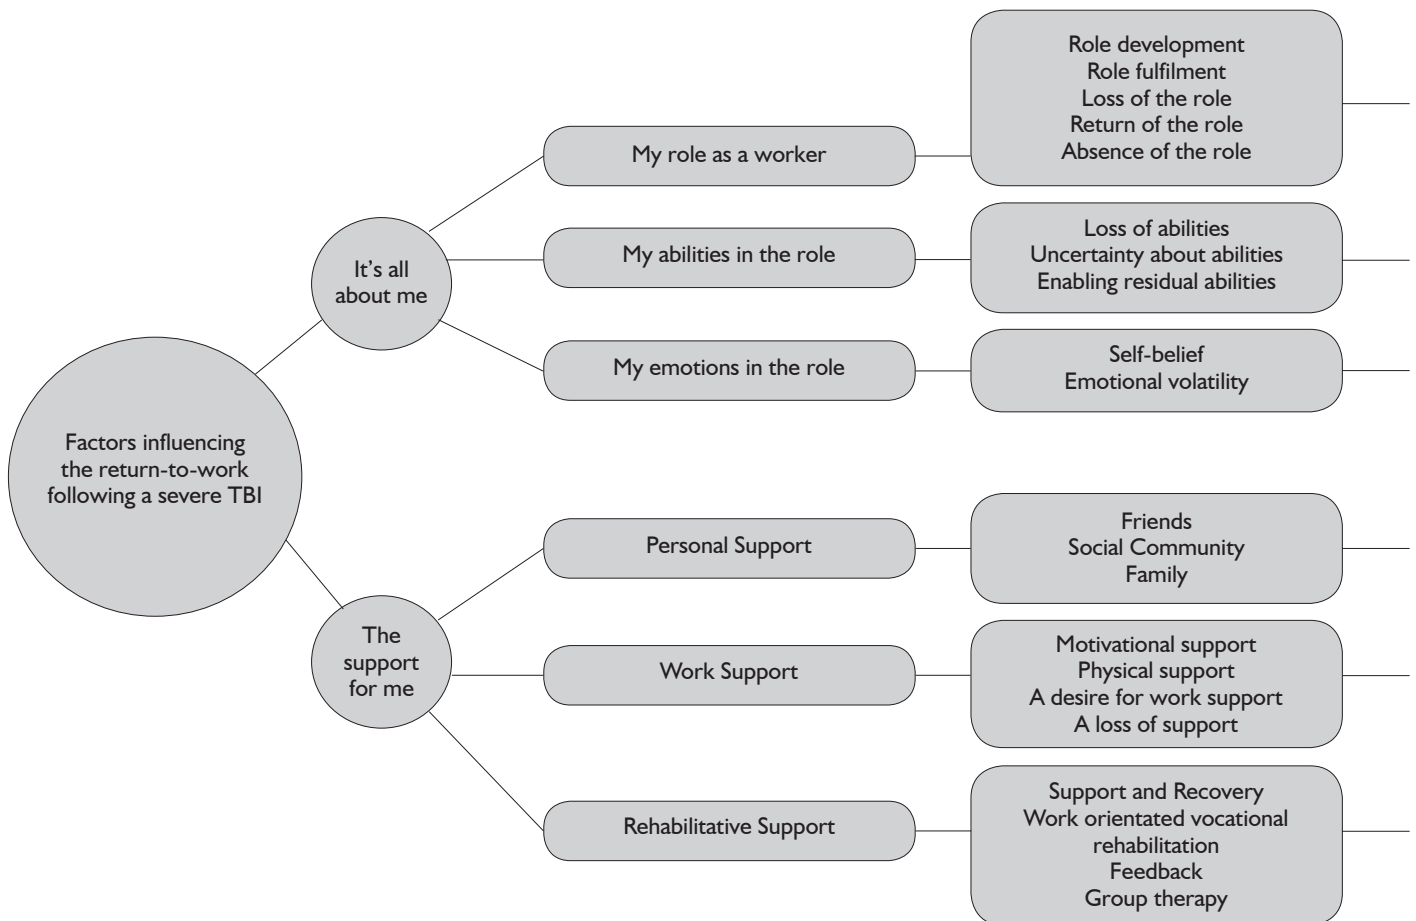 Factors influencing
the return-to-work
following a severe TBI
It's all
about me
My role as a worker
Role development
Role fulfilment
Loss of the role
Return of the role
Absence of the role
My abilities in the role
Loss of abilities
Uncertainty about abilities
Enabling residual abilities
My emotions in the role
Self-belief
Emotional volatility
The
support
for me
Personal Support
Friends
Social Community
Family
Work Support
Motivational support
Physical support
A desire for work support
A loss of support
Rehabilitative Support
Support and Recovery
Work orientated vocational
rehabilitation
Feedback
Group therapy